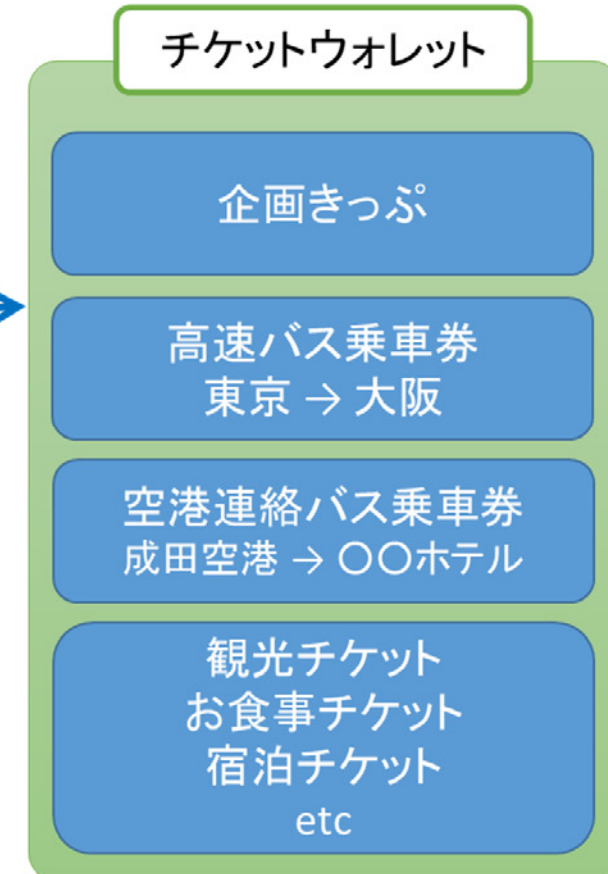 チケットウォレット
企画きっぷ
高速バス乗車券
東京 → 大阪
空港連絡バス乗車券
成田空港 → 〇〇ホテル
観光チケット
お食事チケット
宿泊チケット
etc